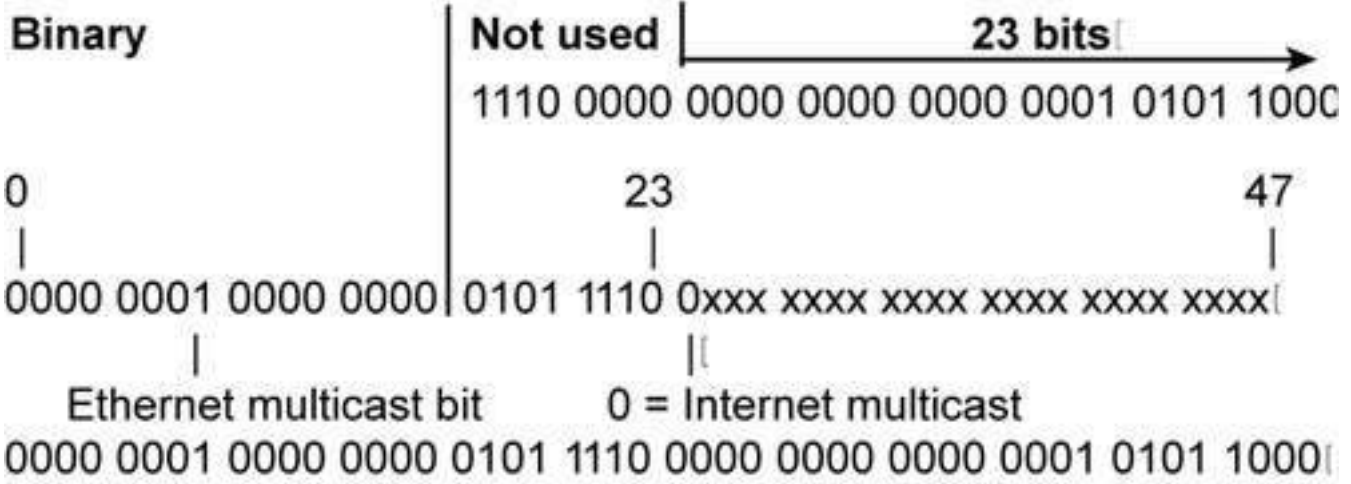 Binary Not used 23 bits
1110 0000 0000 0000 0000 0001 0101 1000
0 23 47
0000 0001 0000 0000 0101 1110 0xxx xxxx xxxx xxxx xxxx xxxx
Ethernet multicast bit 0 = Internet multicast
0000 0001 0000 0000 0101 1110 0000 0000 0000 0001 0101 1000